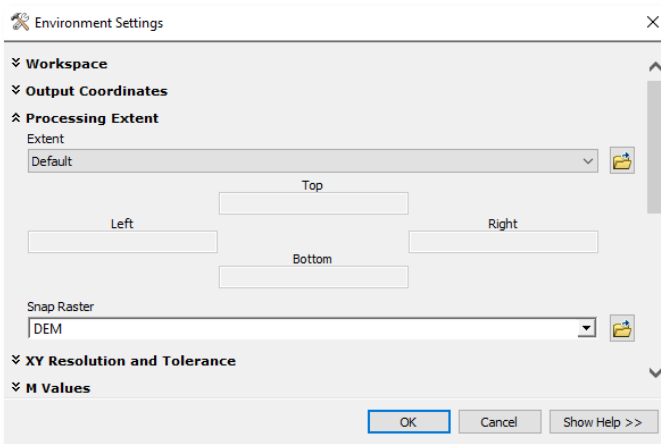 Environment Settings
Workspace
Output Coordinates
Processing Extent
Extent
Default
Top
Left Right
Bottom
Snap Raster
DEM
XY Resolution and Tolerance
M Values
OK Cancel Show Help >>